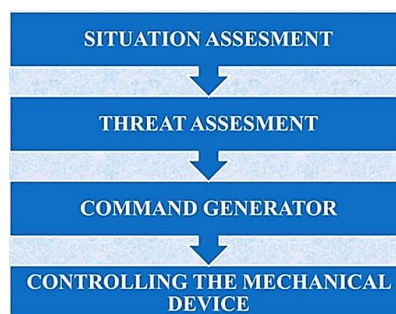 SITUATION ASSESMENT
THREAT ASSESMENT
COMMAND GENERATOR
CONTROLLING THE MECHANICAL
DEVICE